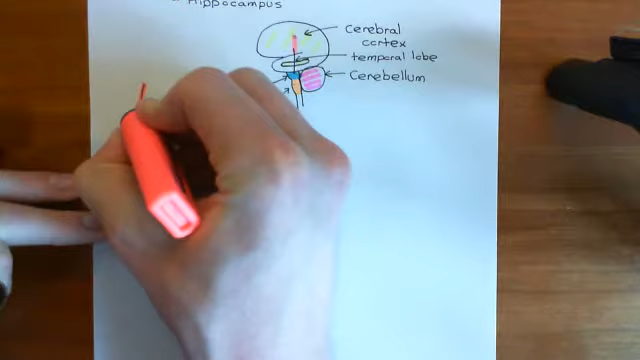 Hippocampus
Cerebral
cortex
temporal lobe
Cerebellum